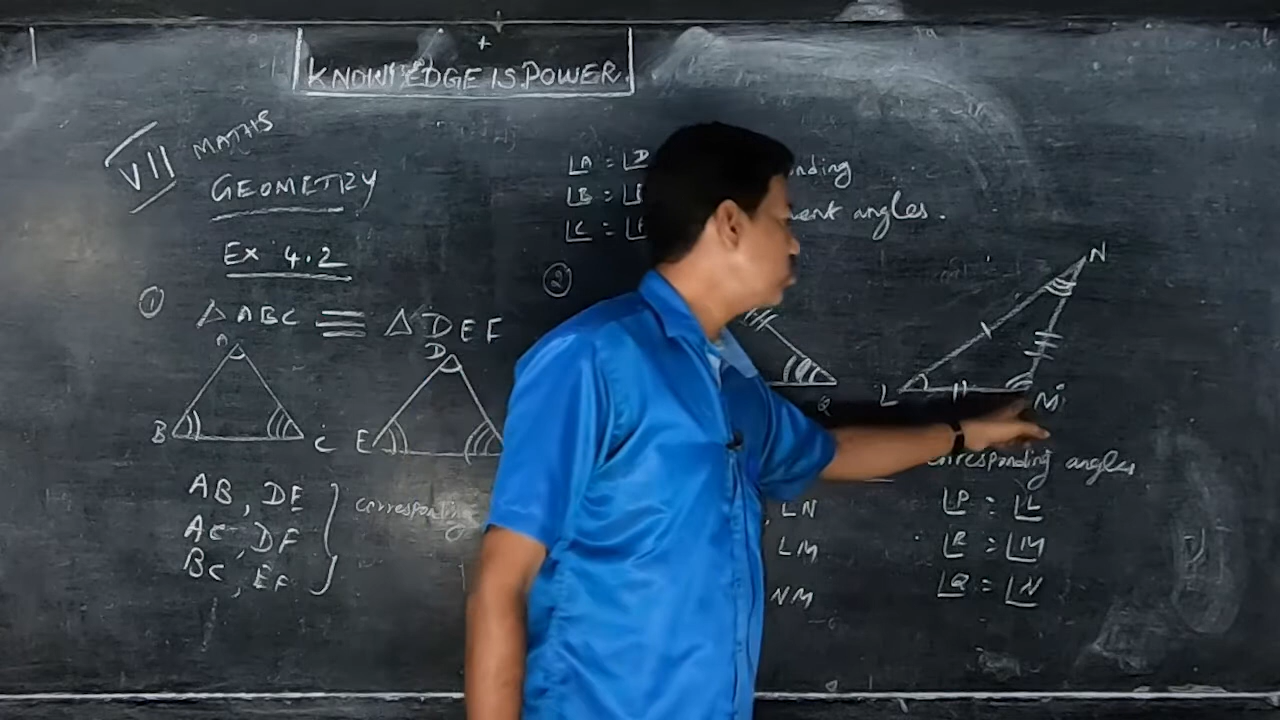 KNOWLEDGE IS POWER.
VII MATHS
GEOMETRY
Ex 4.2
① △ABC ≡ △DEF
A
B C
D
E
AB, DE
AC, DF
BC, EF
∠A = ∠D
∠B =
∠C =
angles.
②
Q
N
L M
corresponding angles
, LN
LM
NM
∠P = ∠L
∠R = ∠M
∠Q = ∠N